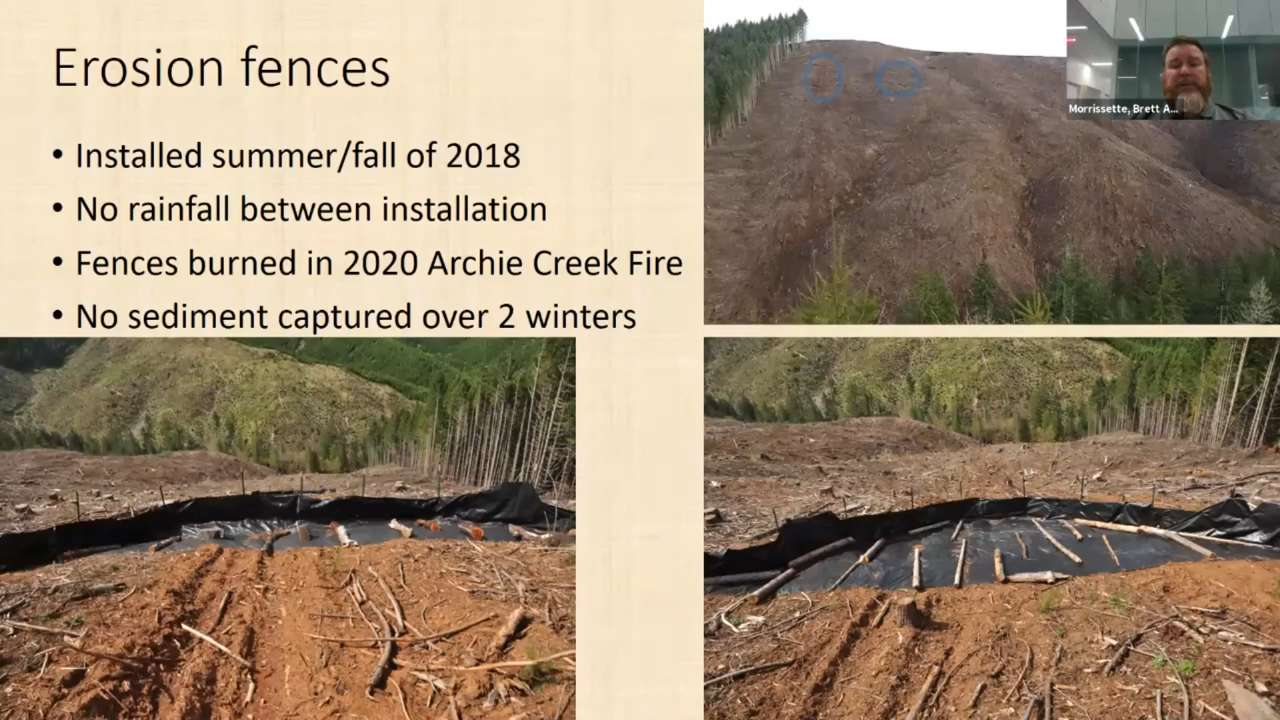 Erosion fences
• Installed summer/fall of 2018
• No rainfall between installation
• Fences burned in 2020 Archie Creek Fire
• No sediment captured over 2 winters
Morrissette, Brett A...